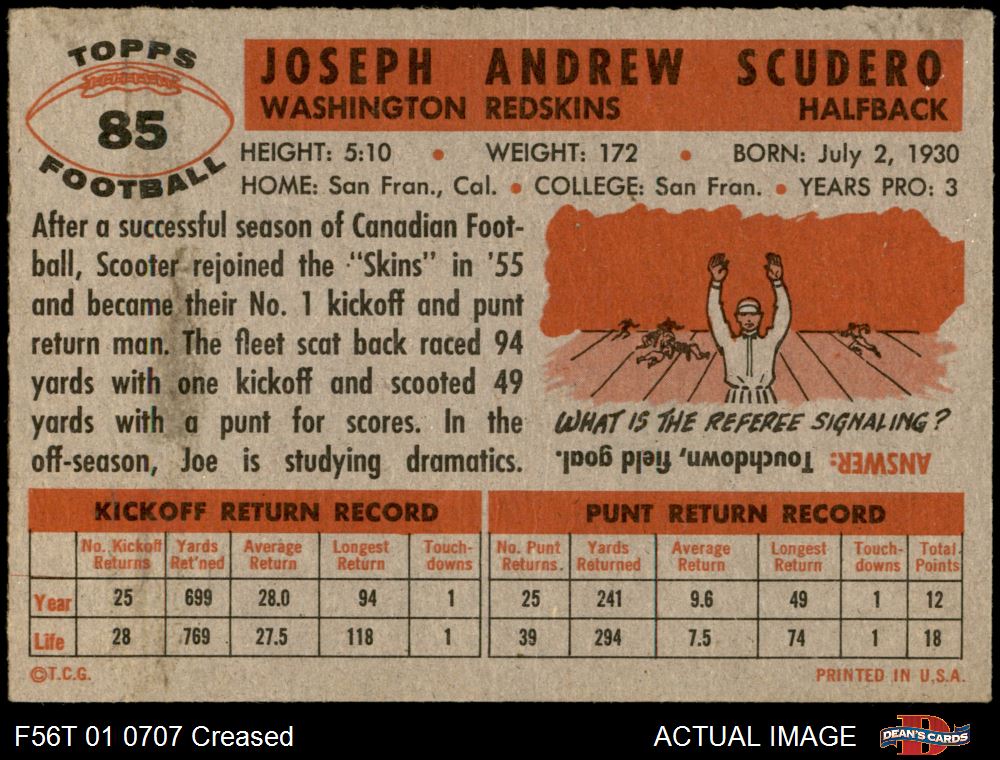 TOPPS
85
FOOTBALL
JOSEPH ANDREW SCUDERO
WASHINGTON REDSKINS HALFBACK
HEIGHT: 5:10 • WEIGHT: 172 • BORN: July 2, 1930
HOME: San Fran., Cal. • COLLEGE: San Fran. • YEARS PRO: 3
After a successful season of Canadian Foot-
ball, Scooter rejoined the "Skins" in '55
and became their No. 1 kickoff and punt
return man. The fleet scat back raced 94
yards with one kickoff and scooted 49
yards with a punt for scores. In the
off-season, Joe is studying dramatics.
WHAT IS THE REFEREE SIGNALING?
ANSWER: Touchdown, field goal.
KICKOFF RETURN RECORD
No. Kickoff Returns Yards Ret'ned Average Return Longest Return Touch-downs
Year 25 699 28.0 94 1
Life 28 769 27.5 118 1
PUNT RETURN RECORD
No. Punt Returns. Yards Returned Average Return Longest Return Touch-downs Total Points
25 241 9.6 49 1 12
39 294 7.5 74 1 18
©T.C.G. PRINTED IN U.S.A.
F56T 01 0707 Creased ACTUAL IMAGE
D
DEAN'S CARDS